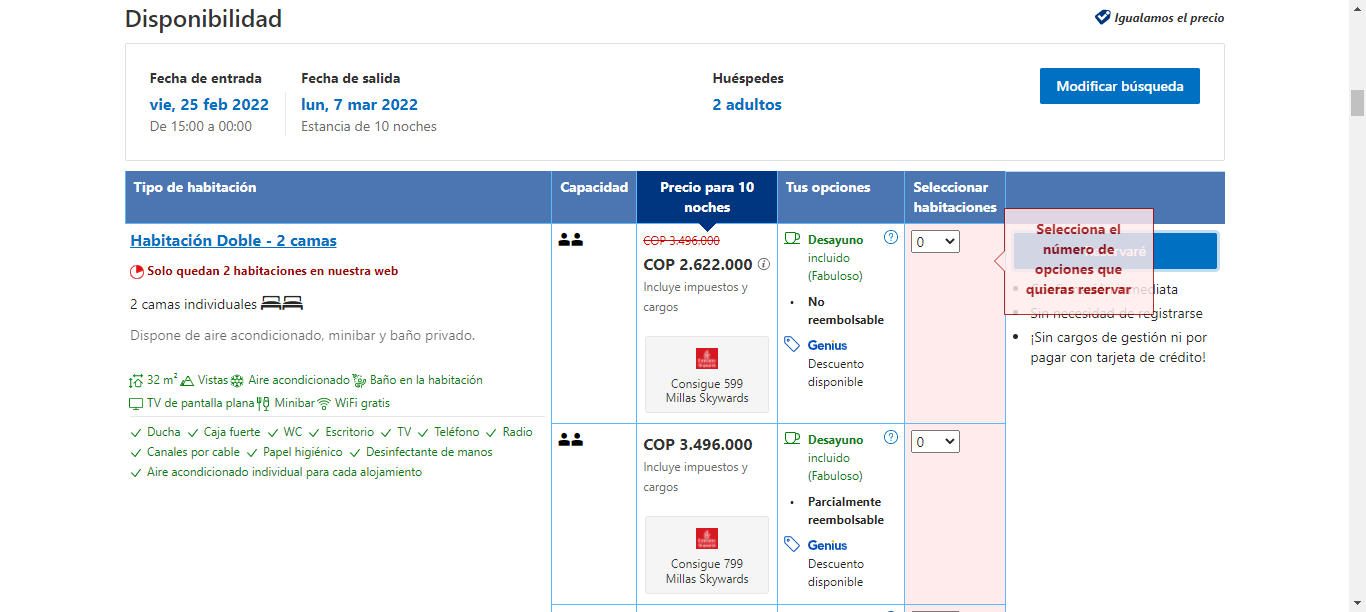 Disponibilidad
Igualamos el precio
Fecha de entrada
vie, 25 feb 2022
De 15:00 a 00:00
Fecha de salida
lun, 7 mar 2022
Estancia de 10 noches
Huéspedes
2 adultos
Modificar búsqueda
Tipo de habitación
Capacidad
Precio para 10
noches
Tus opciones
Seleccionar
habitaciones
Habitación Doble - 2 camas
Solo quedan 2 habitaciones en nuestra web
2 camas individuales
Dispone de aire acondicionado, minibar y baño privado.
32 m² Vistas Aire acondicionado Baño en la habitación
TV de pantalla plana Minibar WiFi gratis
Ducha Caja fuerte WC Escritorio TV Teléfono Radio
Canales por cable Papel higiénico Desinfectante de manos
Aire acondicionado individual para cada alojamiento
COP 3.496.000
COP 2.622.000
Incluye impuestos y
cargos
Consigue 599
Millas Skywards
Desayuno
incluido
(Fabuloso)
• No
reembolsable
Genius
Descuento
disponible
0
Selecciona el
número de
opciones que
quieras reservar
• Sin necesidad de registrarse
• ¡Sin cargos de gestión ni por
pagar con tarjeta de crédito!
COP 3.496.000
Incluye impuestos y
cargos
Consigue 799
Millas Skywards
Desayuno
incluido
(Fabuloso)
• Parcialmente
reembolsable
Genius
Descuento
disponible
0